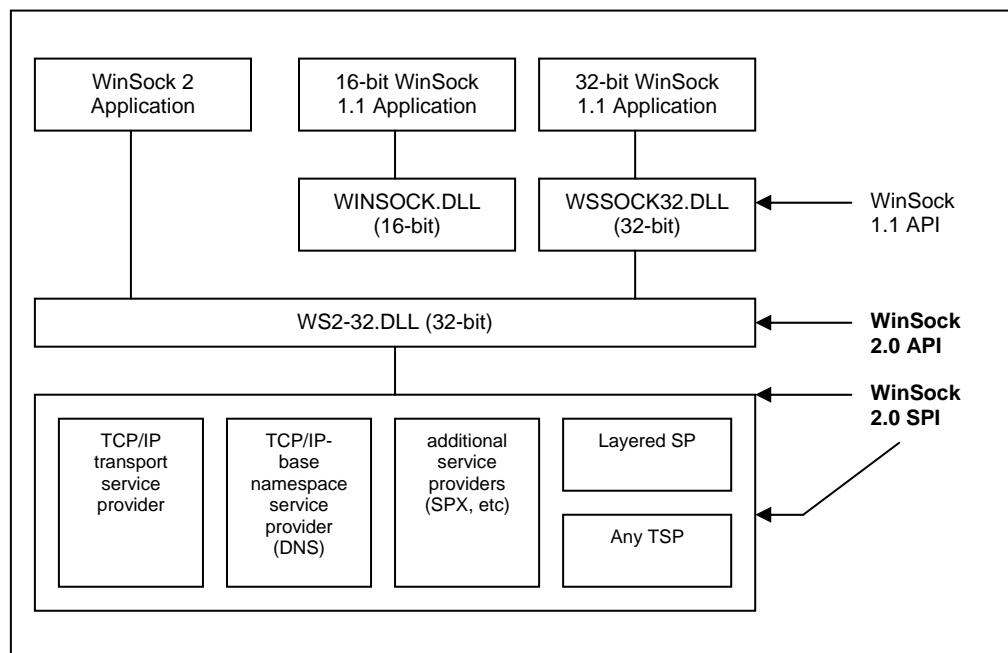 WinSock 2
Application
16-bit WinSock
1.1 Application
32-bit WinSock
1.1 Application
WINSOCK.DLL
(16-bit)
WSSOCK32.DLL
(32-bit)
WinSock
1.1 API
WS2-32.DLL (32-bit)
WinSock
2.0 API
WinSock
2.0 SPI
TCP/IP
transport
service
provider
TCP/IP-
base
namespace
service
provider
(DNS)
additional
service
providers
(SPX, etc)
Layered SP
Any TSP